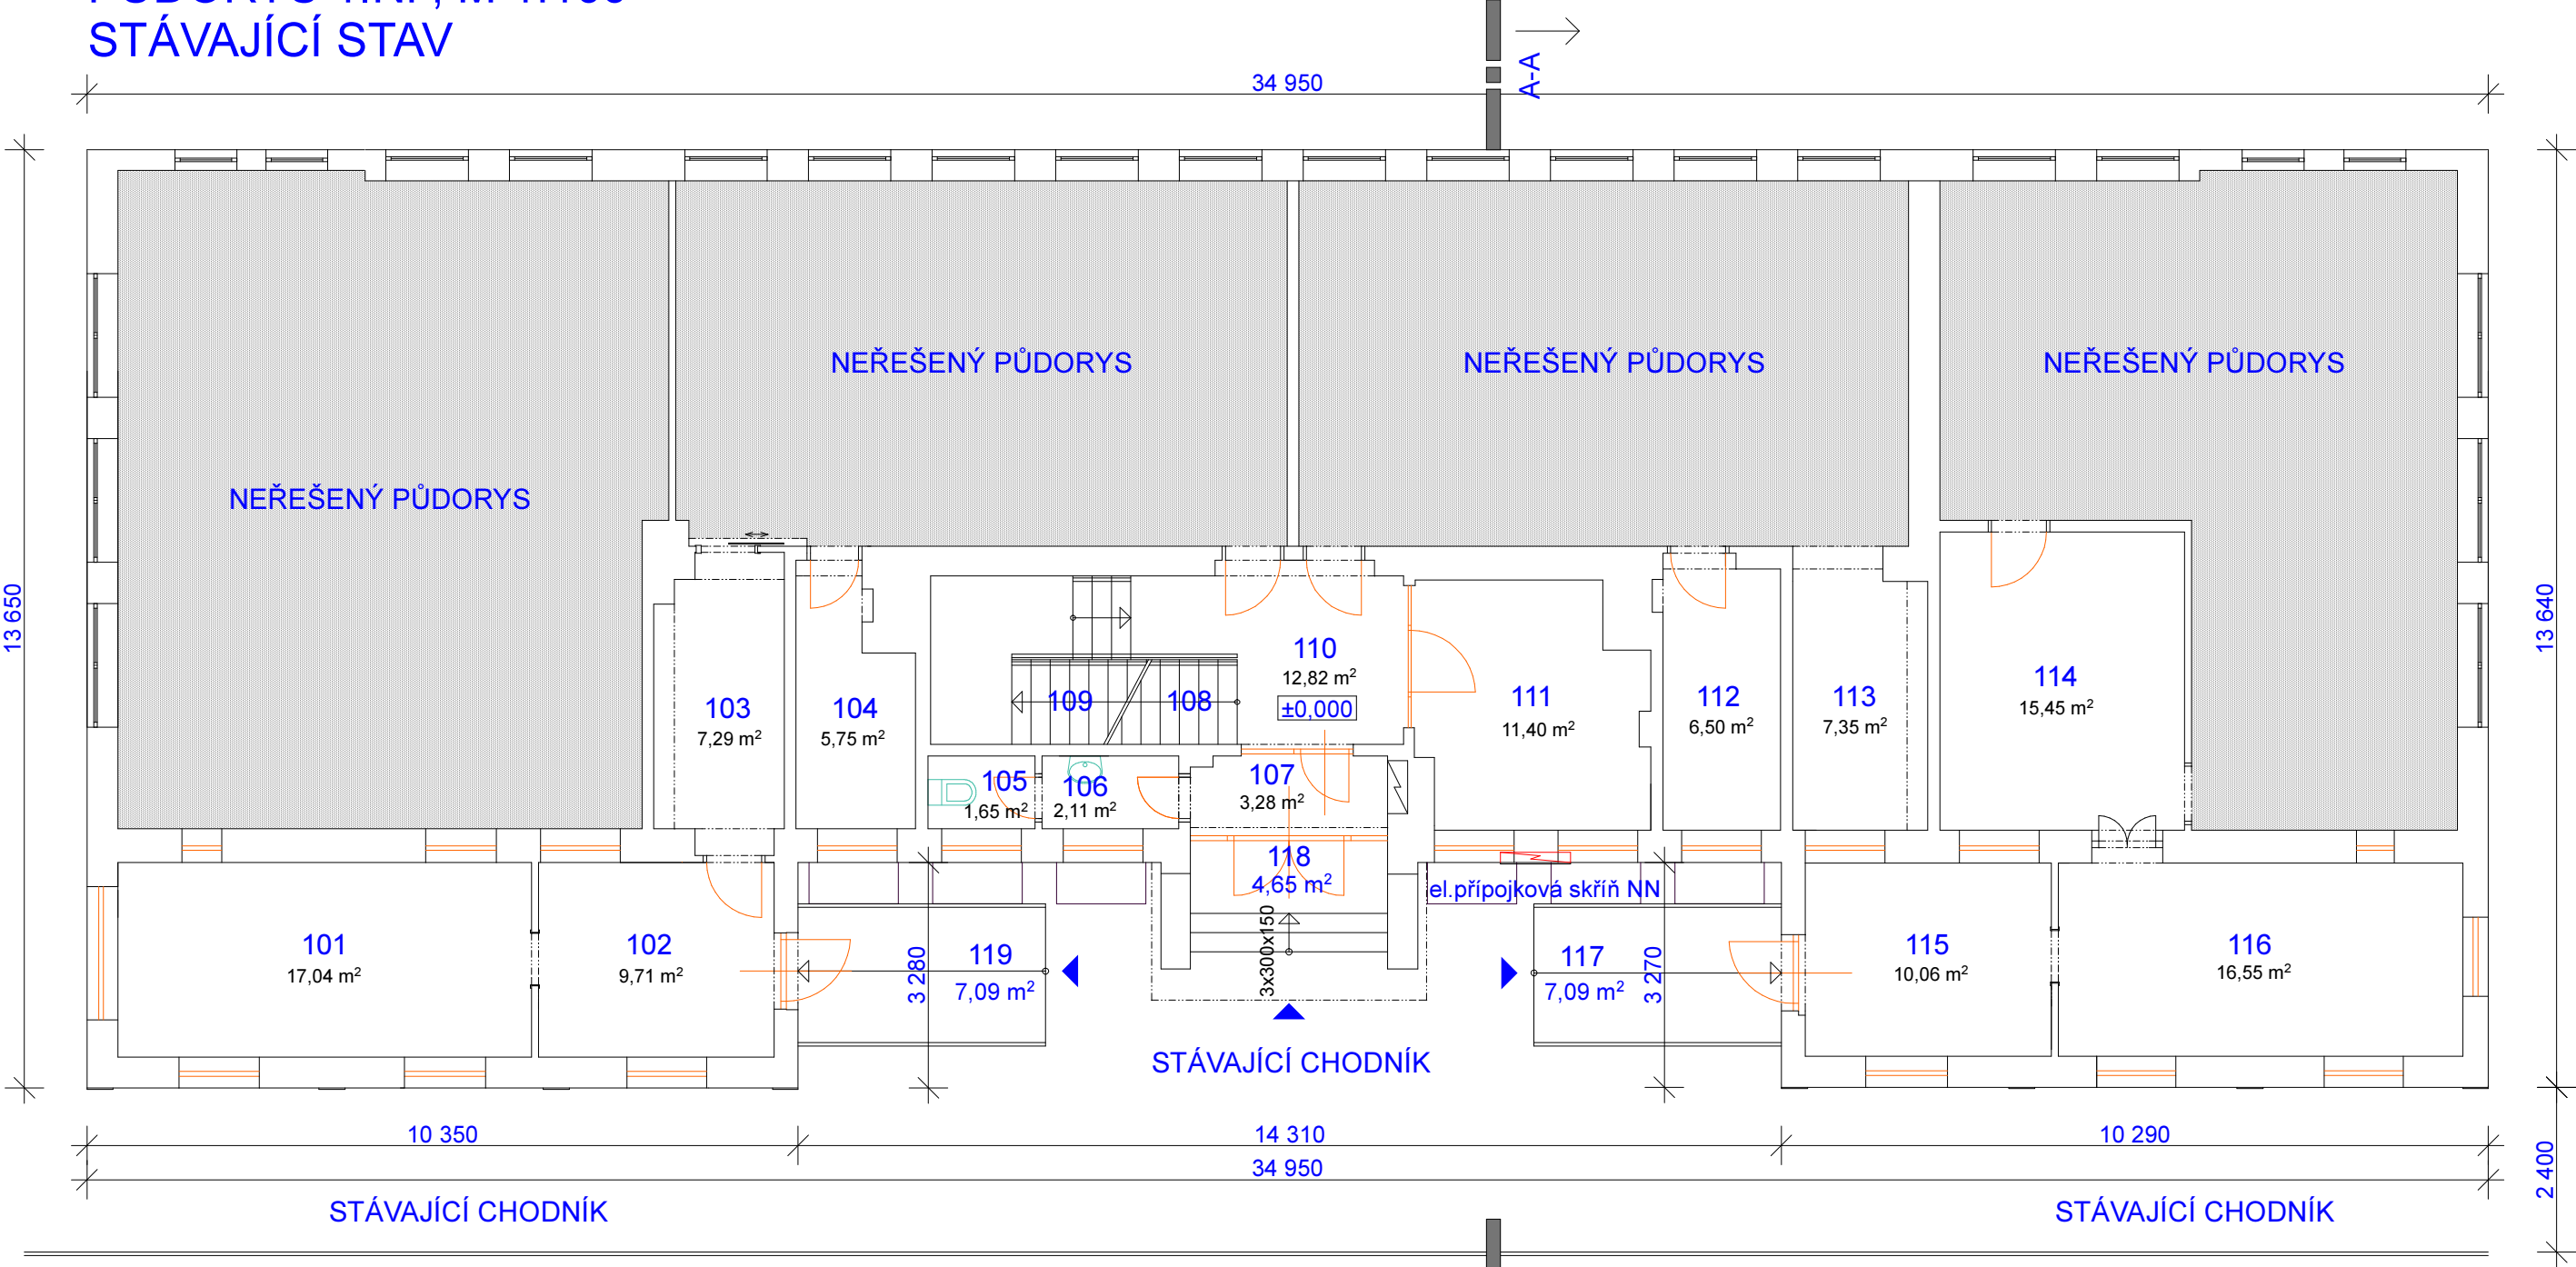 STÁVAJÍCÍ STAV
A-A
34 950
NEŘEŠENÝ PŮDORYS
NEŘEŠENÝ PŮDORYS
NEŘEŠENÝ PŮDORYS
NEŘEŠENÝ PŮDORYS
13 650
13 640
103
7,29 m²
104
5,75 m²
109
108
110
12,82 m²
±0,000
111
11,40 m²
112
6,50 m²
113
7,35 m²
114
15,45 m²
105
1,65 m²
106
2,11 m²
107
3,28 m²
118
4,65 m²
el.přípojková skříň NN
101
17,04 m²
102
9,71 m²
3 280
119
7,09 m²
3x300x150
117
7,09 m²
3 270
115
10,06 m²
116
16,55 m²
STÁVAJÍCÍ CHODNÍK
10 350
14 310
10 290
34 950
2 400
STÁVAJÍCÍ CHODNÍK
STÁVAJÍCÍ CHODNÍK